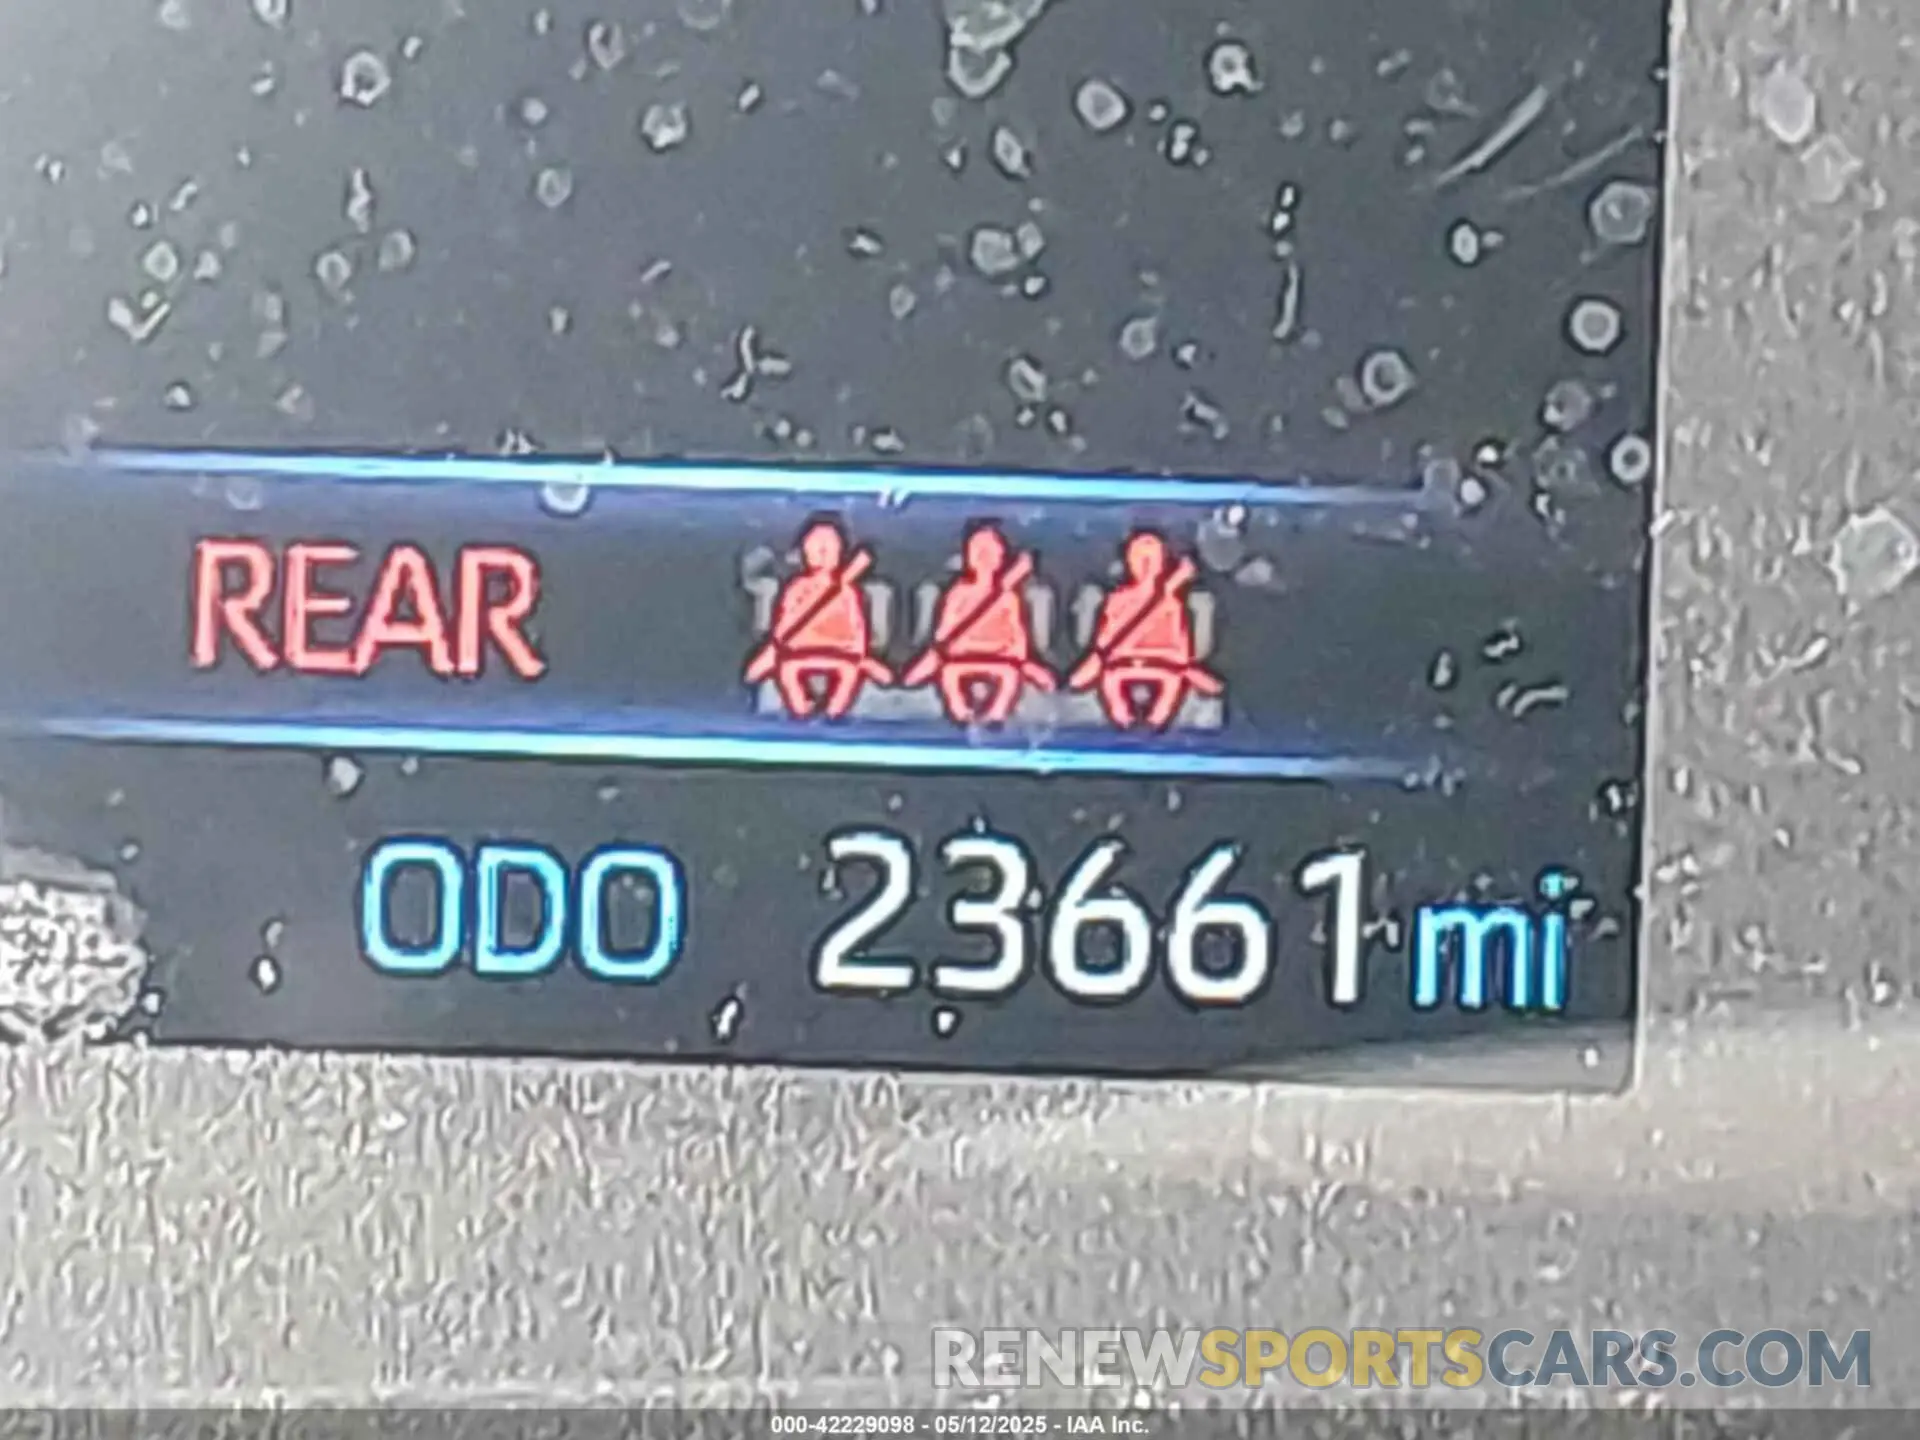 REAR
ODO 23661 mi
RENEWSPORTSCARS.COM
000-42229098 - 05/12/2025 - IAA Inc.